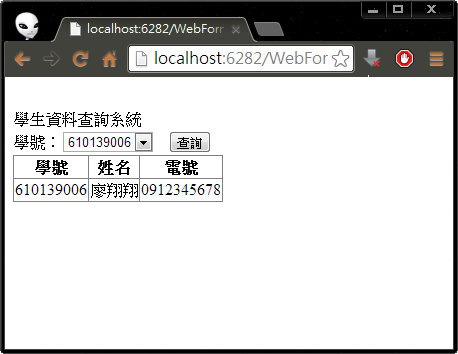 localhost:6282/WebForr
localhost:6282/WebFor
學生資料查詢系統
學號： 610139006 查詢
學號 姓名 電號
610139006 廖翔翔 0912345678